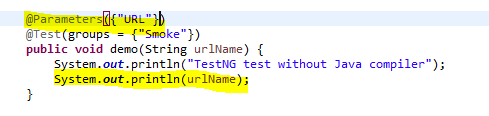 @Parameters({"URL"})
@Test(groups = {"Smoke"})
public void demo(String urlName) {
System.out.println("TestNG test without Java compiler");
System.out.println(urlName);
}